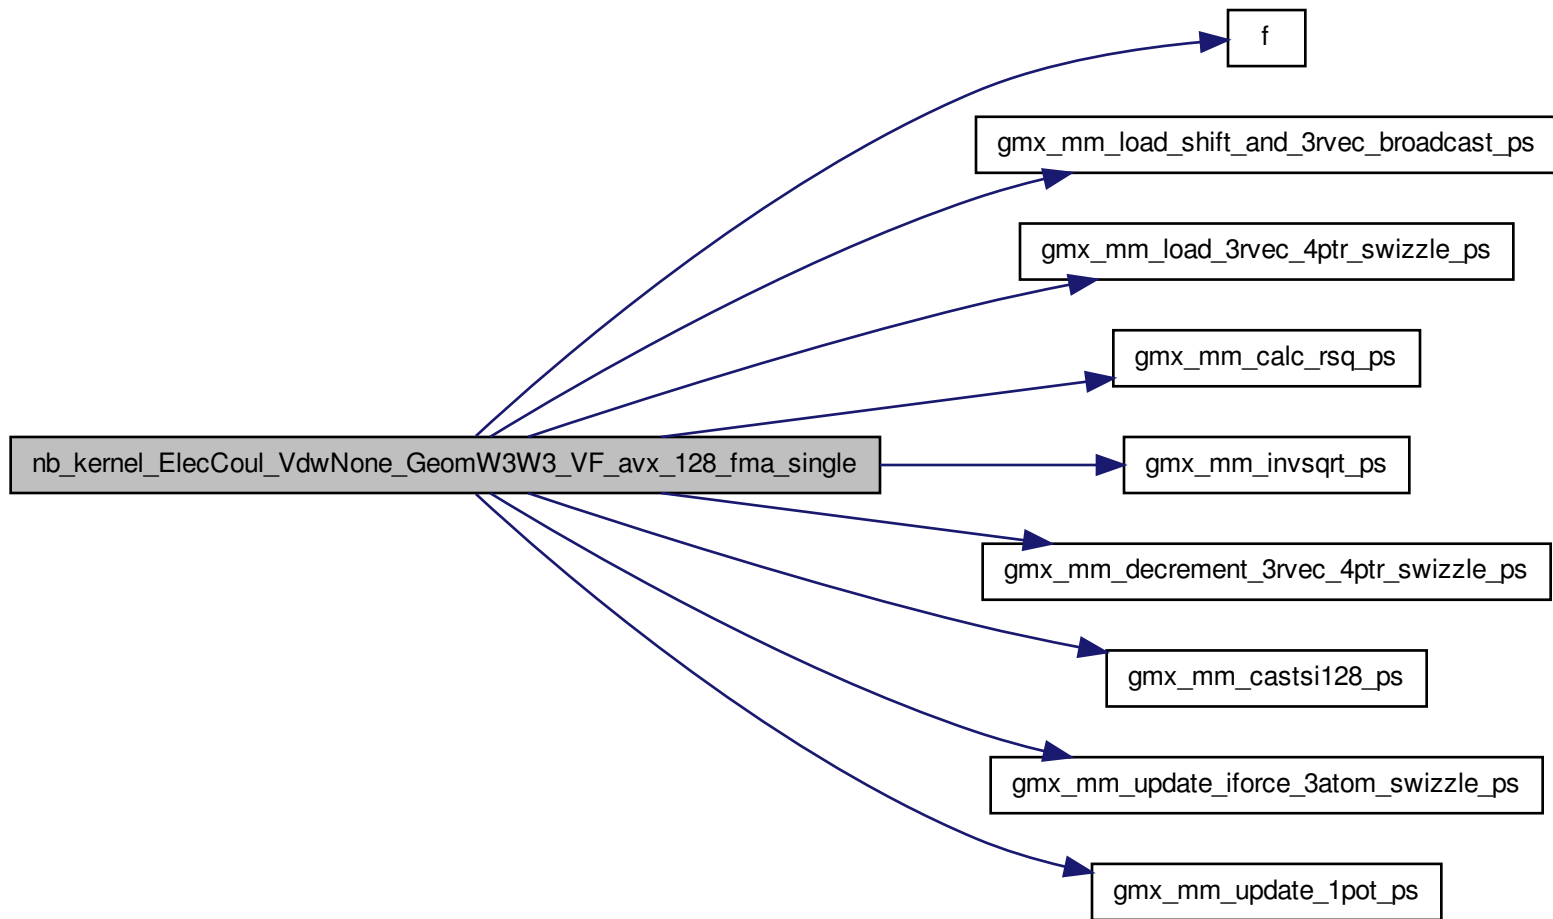 f
gmx_mm_load_shift_and_3rvec_broadcast_ps
gmx_mm_load_3rvec_4ptr_swizzle_ps
gmx_mm_calc_rsq_ps
nb_kernel_ElecCoul_VdwNone_GeomW3W3_VF_avx_128_fma_single
gmx_mm_invsqrt_ps
gmx_mm_decrement_3rvec_4ptr_swizzle_ps
gmx_mm_castsi128_ps
gmx_mm_update_iforce_3atom_swizzle_ps
gmx_mm_update_1pot_ps